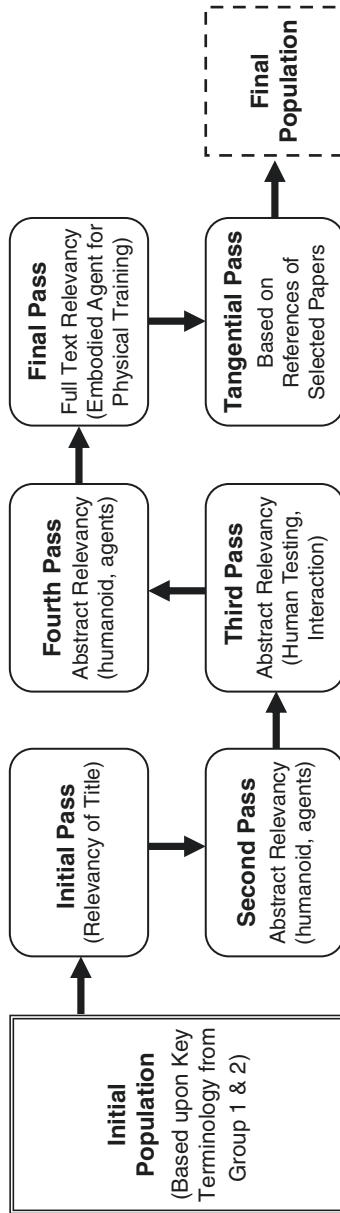 Initial
Population
(Based upon Key
Terminology from
Group 1 & 2)
Initial Pass
(Relevancy of Title)
Second Pass
Abstract Relevancy
(humanoid, agents)
Third Pass
Abstract Relevancy
(Human Testing,
Interaction)
Fourth Pass
Abstract Relevancy
(humanoid, agents)
Final Pass
Full Text Relevancy
(Embodied Agent for
Physical Training)
Tangential Pass
Based on
References of
Selected Papers
Final
Population